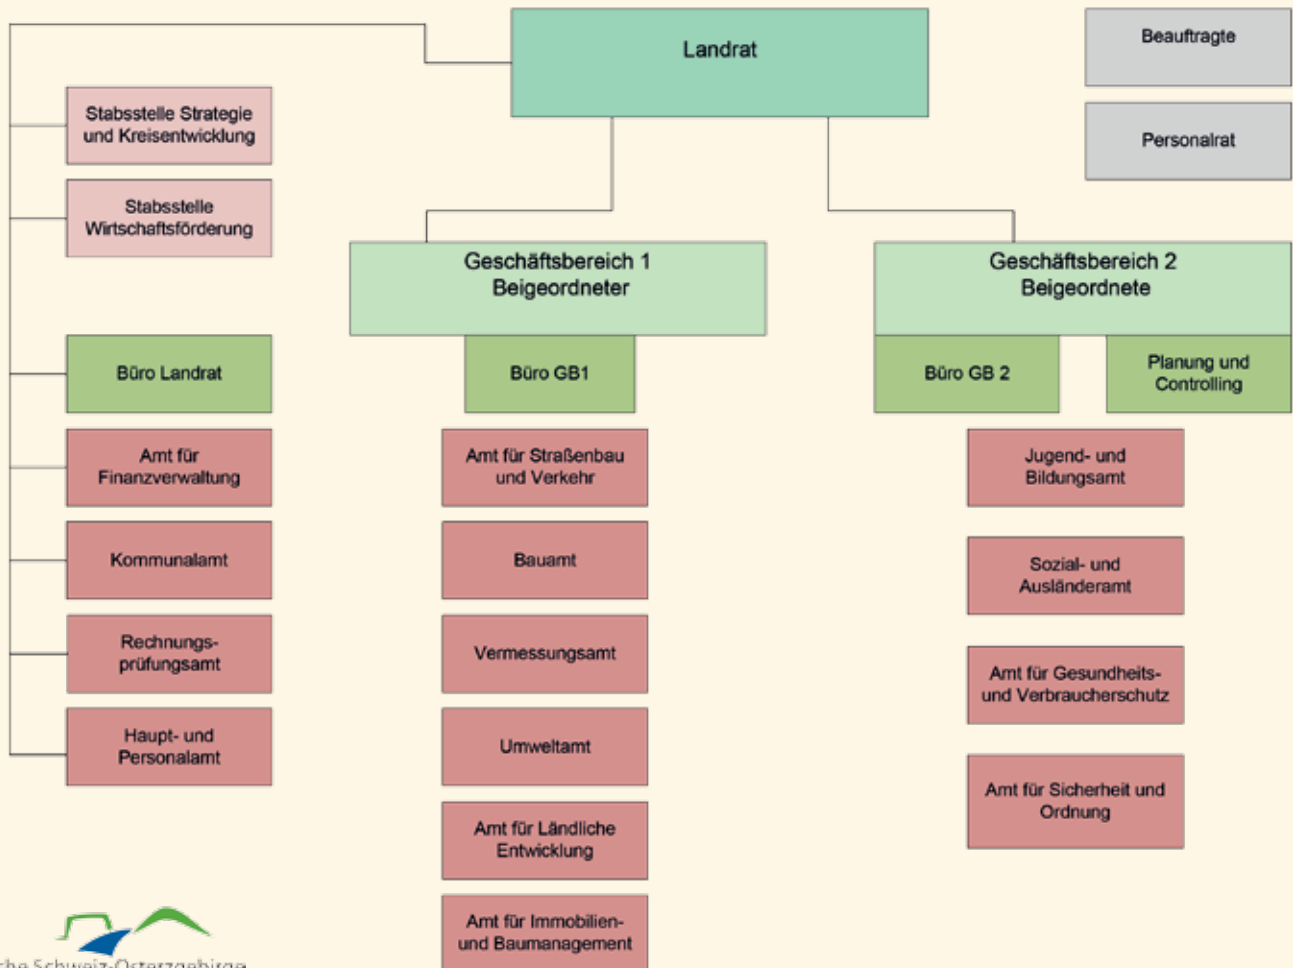 Landrat
Beauftragte
Personalrat
Stabsstelle Strategie
und Kreisentwicklung
Stabsstelle
Wirtschaftsförderung
Büro Landrat
Amt für
Finanzverwaltung
Kommunalamt
Rechnungs-
prüfungsamt
Haupt- und
Personalamt
Geschäftsbereich 1
Beigeordneter
Büro GB1
Amt für Straßenbau
und Verkehr
Bauamt
Vermessungsamt
Umweltamt
Amt für Ländliche
Entwicklung
Amt für Immobilien-
und Baumanagement
Geschäftsbereich 2
Beigeordnete
Büro GB 2
Planung und
Controlling
Jugend- und
Bildungsamt
Sozial- und
Ausländeramt
Amt für Gesundheits-
und Verbraucherschutz
Amt für Sicherheit und
Ordnung
Schweiz-Osterzgebirge